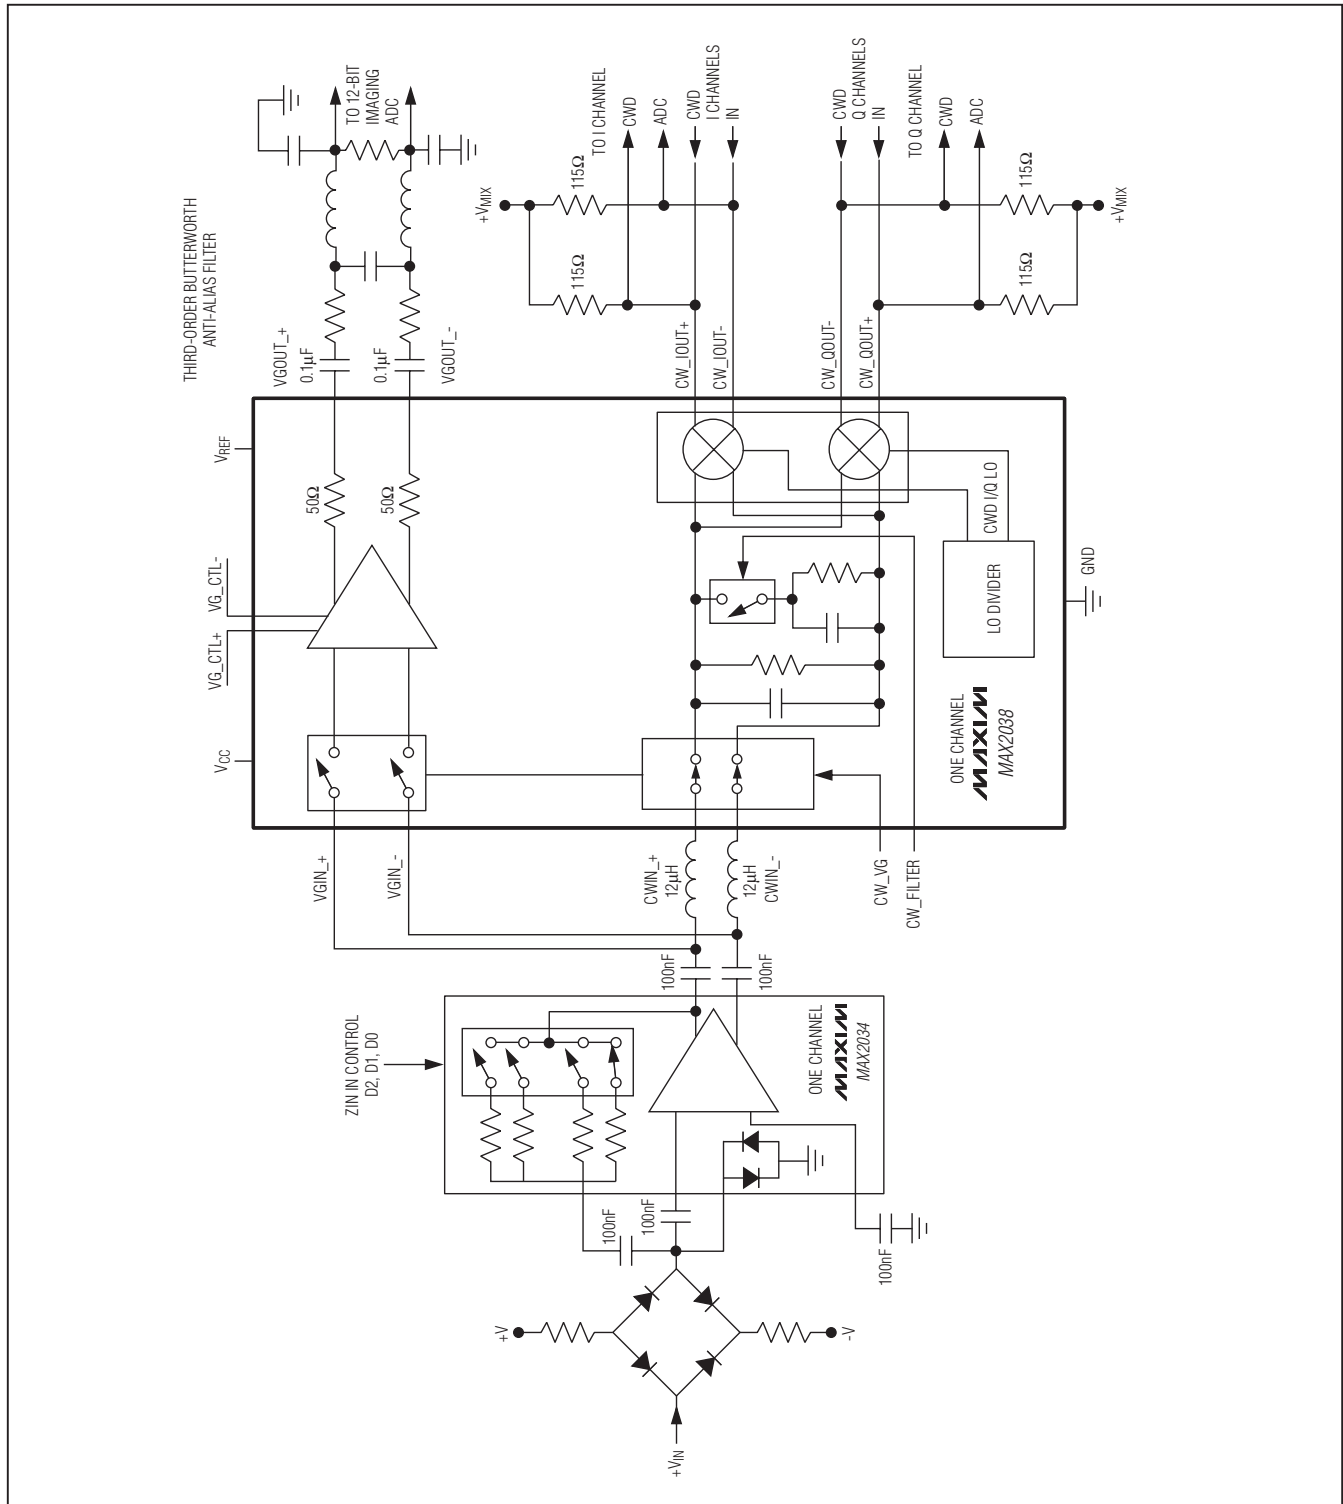 THIRD-ORDER BUTTERWORTH
ANTI-ALIAS FILTER
TO 12-BIT
IMAGING
ADC
VGOUT_+
0.1µF
0.1µF
VGOUT_-
+VMIX
115Ω
115Ω
TO I CHANNEL
CWD
ADC
CWD
I CHANNELS
IN
CWD
Q CHANNELS
IN
TO Q CHANNEL
CWD
ADC
115Ω
115Ω
+VMIX
CW_IOUT+
CW_IOUT-
CW_QOUT-
CW_QOUT+
VREF
50Ω
50Ω
VG_CTL-
VG_CTL+
VCC
CWD I/Q LO
LO DIVIDER
GND
ONE CHANNEL
MAXIM
MAX2038
VGIN_+
VGIN_-
CWIN_+
12µH
12µH
CWIN_-
CW_VG
CW_FILTER
100nF
100nF
ZIN IN CONTROL
D2, D1, D0
ONE CHANNEL
MAXIM
MAX2034
100nF
100nF
100nF
+V
-V
+VIN